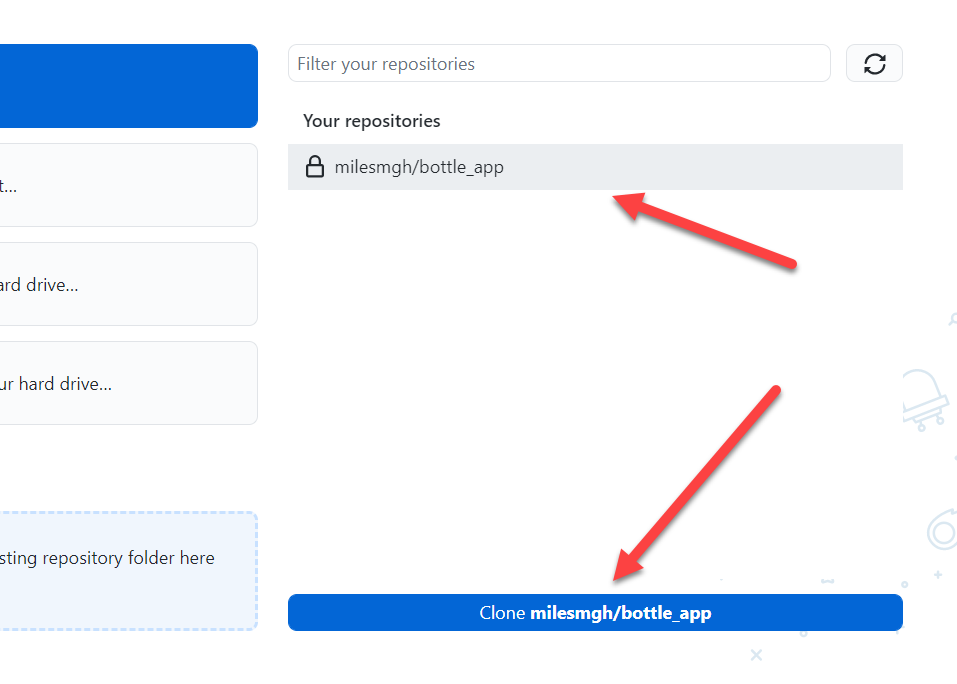 Filter your repositories
Your repositories
milesmgh/bottle_app
t...
ard drive...
ur hard drive...
sting repository folder here
Clone milesmgh/bottle_app